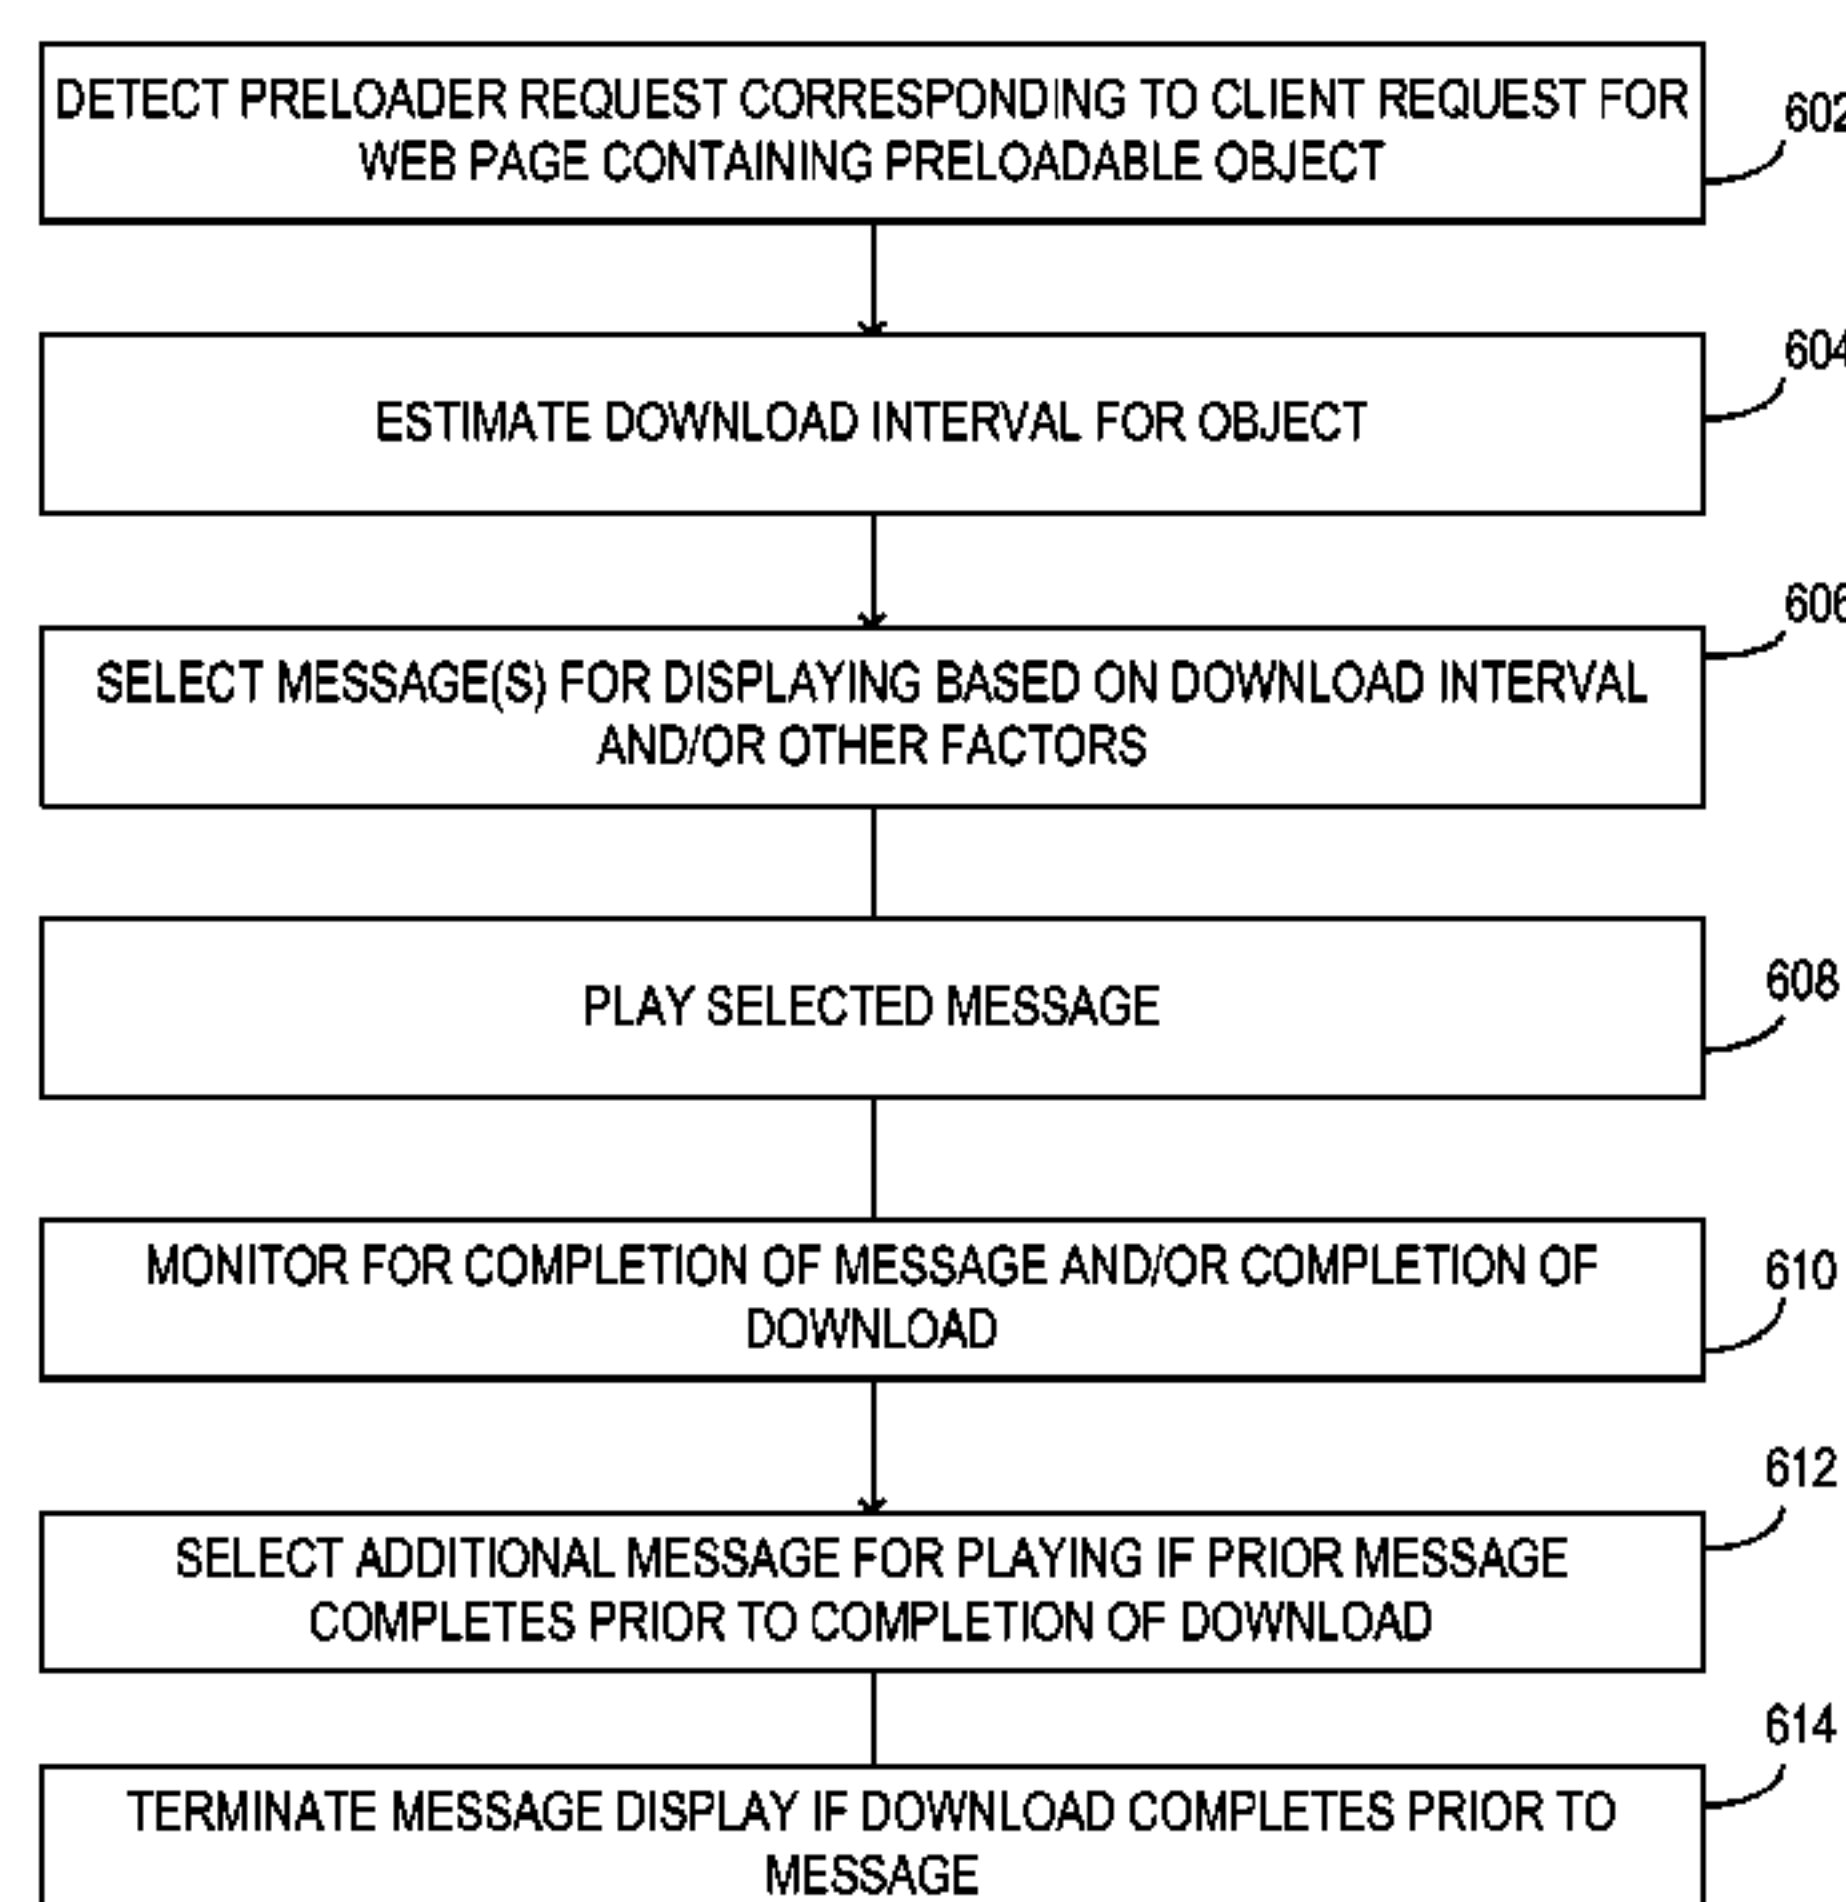 DETECT PRELOADER REQUEST CORRESPONDING TO CLIENT REQUEST FOR
WEB PAGE CONTAINING PRELOADABLE OBJECT
602
ESTIMATE DOWNLOAD INTERVAL FOR OBJECT
604
SELECT MESSAGE(S) FOR DISPLAYING BASED ON DOWNLOAD INTERVAL
AND/OR OTHER FACTORS
606
PLAY SELECTED MESSAGE
608
MONITOR FOR COMPLETION OF MESSAGE AND/OR COMPLETION OF
DOWNLOAD
610
SELECT ADDITIONAL MESSAGE FOR PLAYING IF PRIOR MESSAGE
COMPLETES PRIOR TO COMPLETION OF DOWNLOAD
612
TERMINATE MESSAGE DISPLAY IF DOWNLOAD COMPLETES PRIOR TO
MESSAGE
614